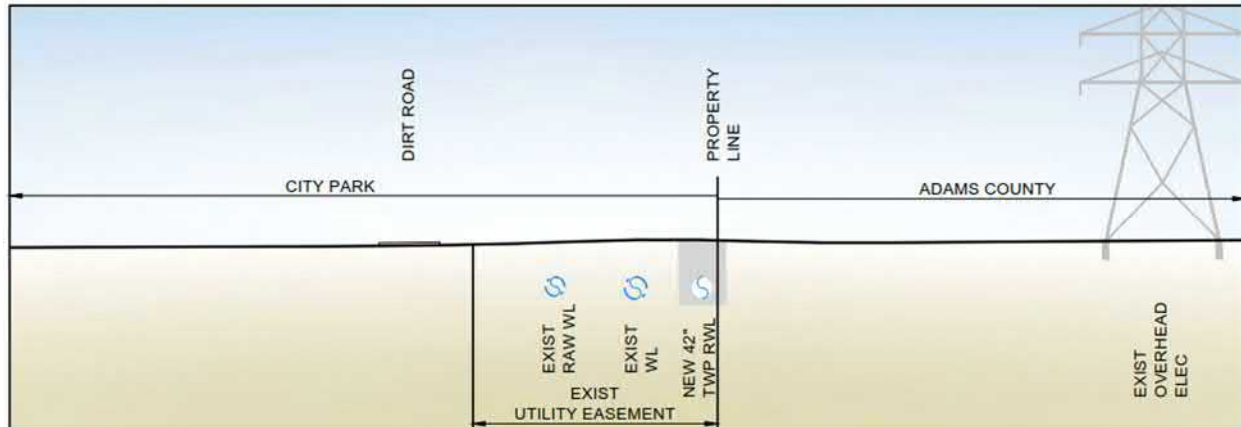 DIRT ROAD
PROPERTY
LINE
CITY PARK
ADAMS COUNTY
EXIST
RAW WL
EXIST
WL
NEW 42"
TWP RWL
EXIST
UTILITY EASEMENT
EXIST
OVERHEAD
ELEC